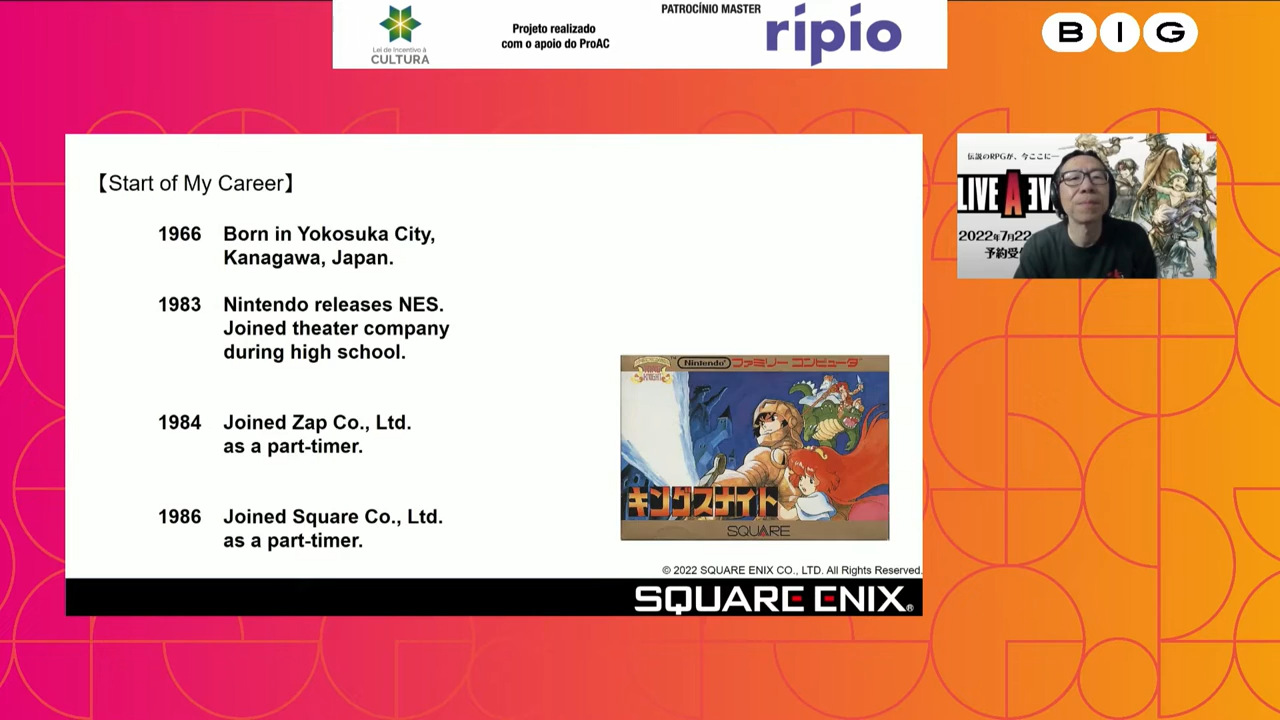 Lei de Incentivo à
CULTURA
Projeto realizado
com o apoio do ProAC
PATROCÍNIO MASTER
ripio
BIG
【Start of My Career】
1966 Born in Yokosuka City,
Kanagawa, Japan.
1983 Nintendo releases NES.
Joined theater company
during high school.
1984 Joined Zap Co., Ltd.
as a part-timer.
1986 Joined Square Co., Ltd.
as a part-timer.
Nintendo ファミリー コンピュータ
TM
キングスナイト
SQUARE
© 2022 SQUARE ENIX CO., LTD. All Rights Reserved.
SQUARE ENIX®
伝説のRPGが、今ここに―
LIVE A EV
2022年7月22
予約受